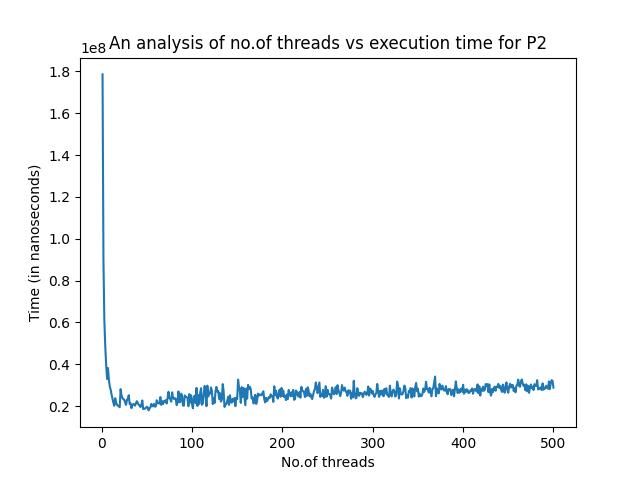 An analysis of no.of threads vs execution time for P2
1e8
1.8
1.6
1.4
1.2
1.0
0.8
0.6
0.4
0.2
Time (in nanoseconds)
0 100 200 300 400 500
No.of threads